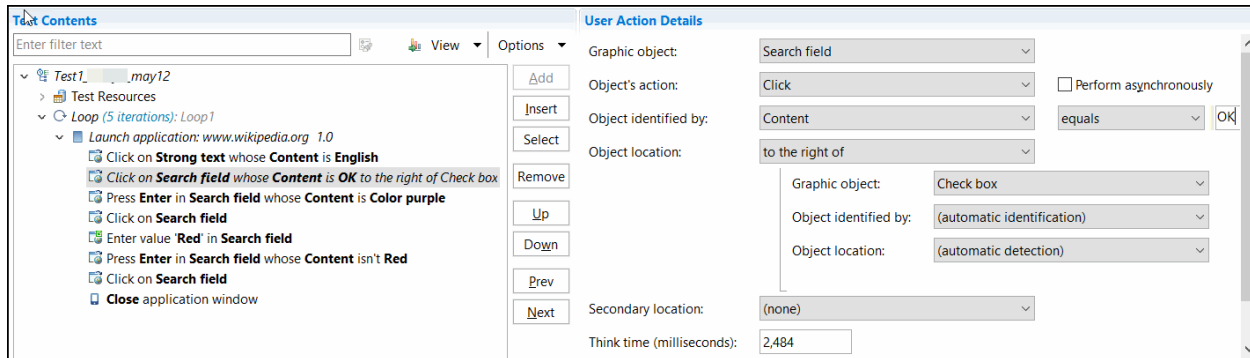 Test Contents
Enter filter text
View
Options
Test1_ _may12
Test Resources
Loop (5 iterations): Loop1
Launch application: www.wikipedia.org 1.0
Click on Strong text whose Content is English
Click on Search field whose Content is OK to the right of Check box
Press Enter in Search field whose Content is Color purple
Click on Search field
Enter value 'Red' in Search field
Press Enter in Search field whose Content isn't Red
Click on Search field
Close application window
Add
Insert
Select
Remove
Up
Down
Prev
Next
User Action Details
Graphic object: Search field
Object's action: Click Perform asynchronously
Object identified by: Content equals OK
Object location: to the right of
Graphic object: Check box
Object identified by: (automatic identification)
Object location: (automatic detection)
Secondary location: (none)
Think time (milliseconds): 2,484